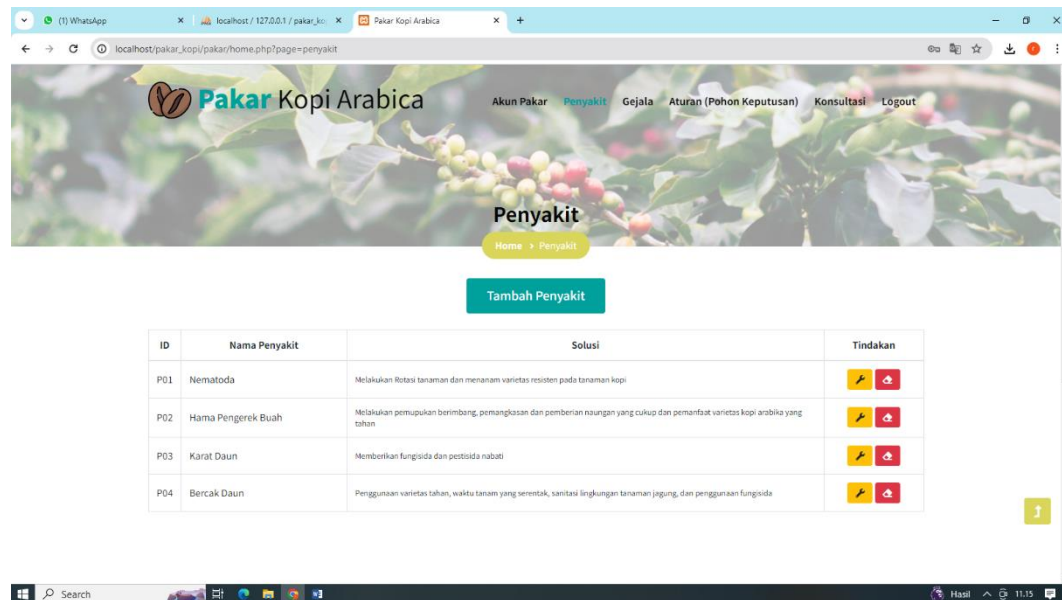 (1) WhatsApp
localhost / 127.0.0.1 / pakar_ko
Pakar Kopi Arabica
localhost/pakar_kopi/pakar/home.php?page=penyakit
Pakar Kopi Arabica
Akun Pakar Penyakit Gejala Aturan (Pohon Keputusan) Konsultasi Logout
Penyakit
Home > Penyakit
Tambah Penyakit
ID Nama Penyakit Solusi Tindakan
P01 Nematoda Melakukan Rotasi tanaman dan menanam varietas resisten pada tanaman kopi
P02 Hama Pengerek Buah Melakukan pemupukan berimbang, pemangkasan dan pemberian naungan yang cukup dan pemanfaat varietas kopi arabika yang
tahan
P03 Karat Daun Memberikan fungisida dan pestisida nabati
P04 Bercak Daun Penggunaan varietas tahan, waktu tanam yang serentak, sanitasi lingkungan tanaman jagung, dan penggunaan fungisida
Search
Hasil
11.15